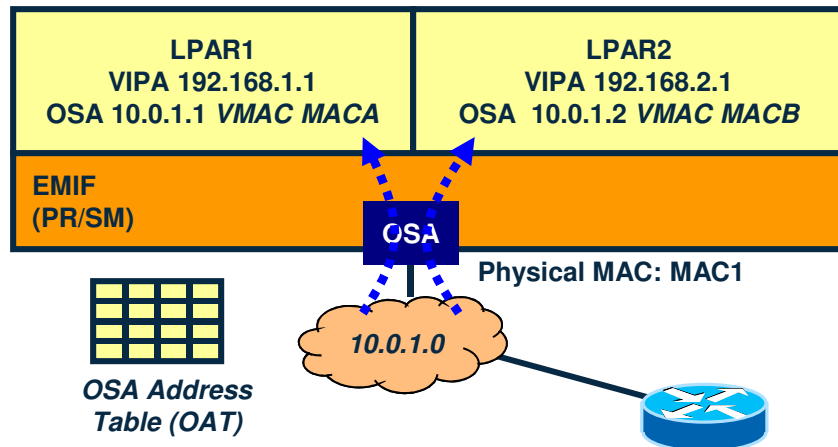 LPAR1
VIPA 192.168.1.1
OSA 10.0.1.1 VMAC MACA
LPAR2
VIPA 192.168.2.1
OSA 10.0.1.2 VMAC MACB
EMIF
(PR/SM)
OSA
Physical MAC: MAC1
10.0.1.0
OSA Address
Table (OAT)